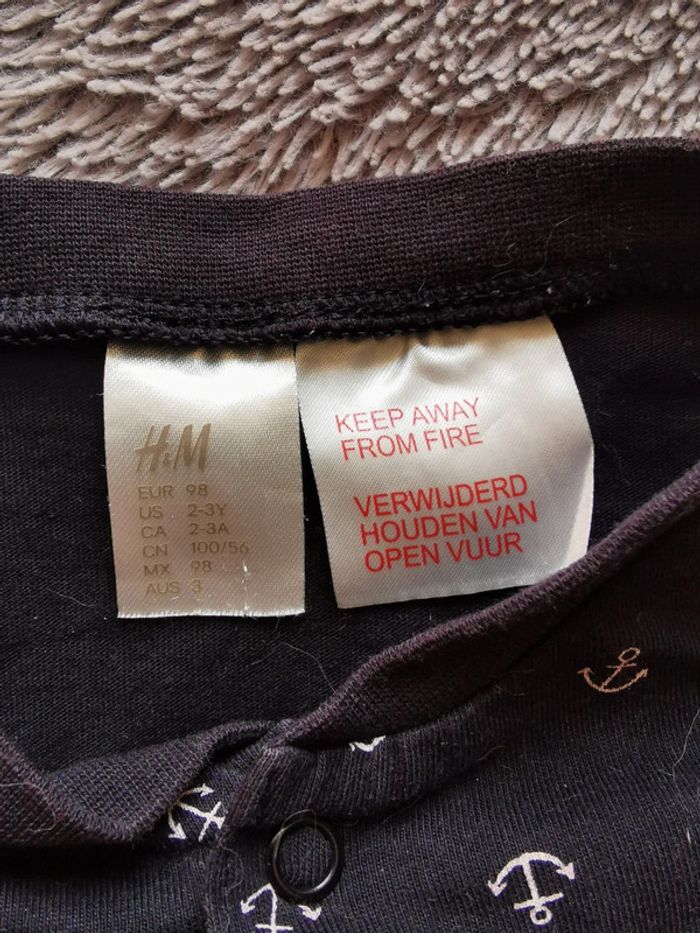 H&M
EUR 98
US 2-3Y
CA 2-3A
CN 100/56
MX 98
AUS 3
KEEP AWAY
FROM FIRE
VERWIJDERD
HOUDEN VAN
OPEN VUUR